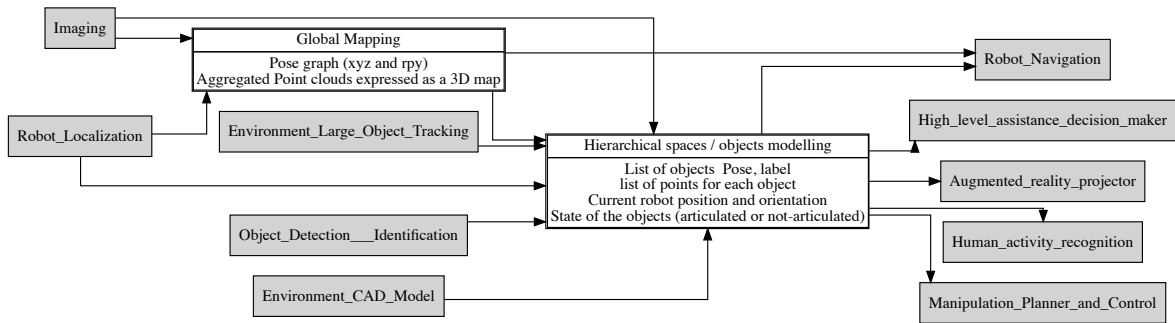 Imaging
Global Mapping
Pose graph (xyz and rpy)
Aggregated Point clouds expressed as a 3D map
Robot_Navigation
Robot_Localization
Environment_Large_Object_Tracking
High_level_assistance_decision_maker
Hierarchical spaces / objects modelling
List of objects  Pose, label
list of points for each object
Current robot position and orientation
State of the objects (articulated or not-articulated)
Augmented_reality_projector
Object_Detection___Identification
Human_activity_recognition
Environment_CAD_Model
Manipulation_Planner_and_Control